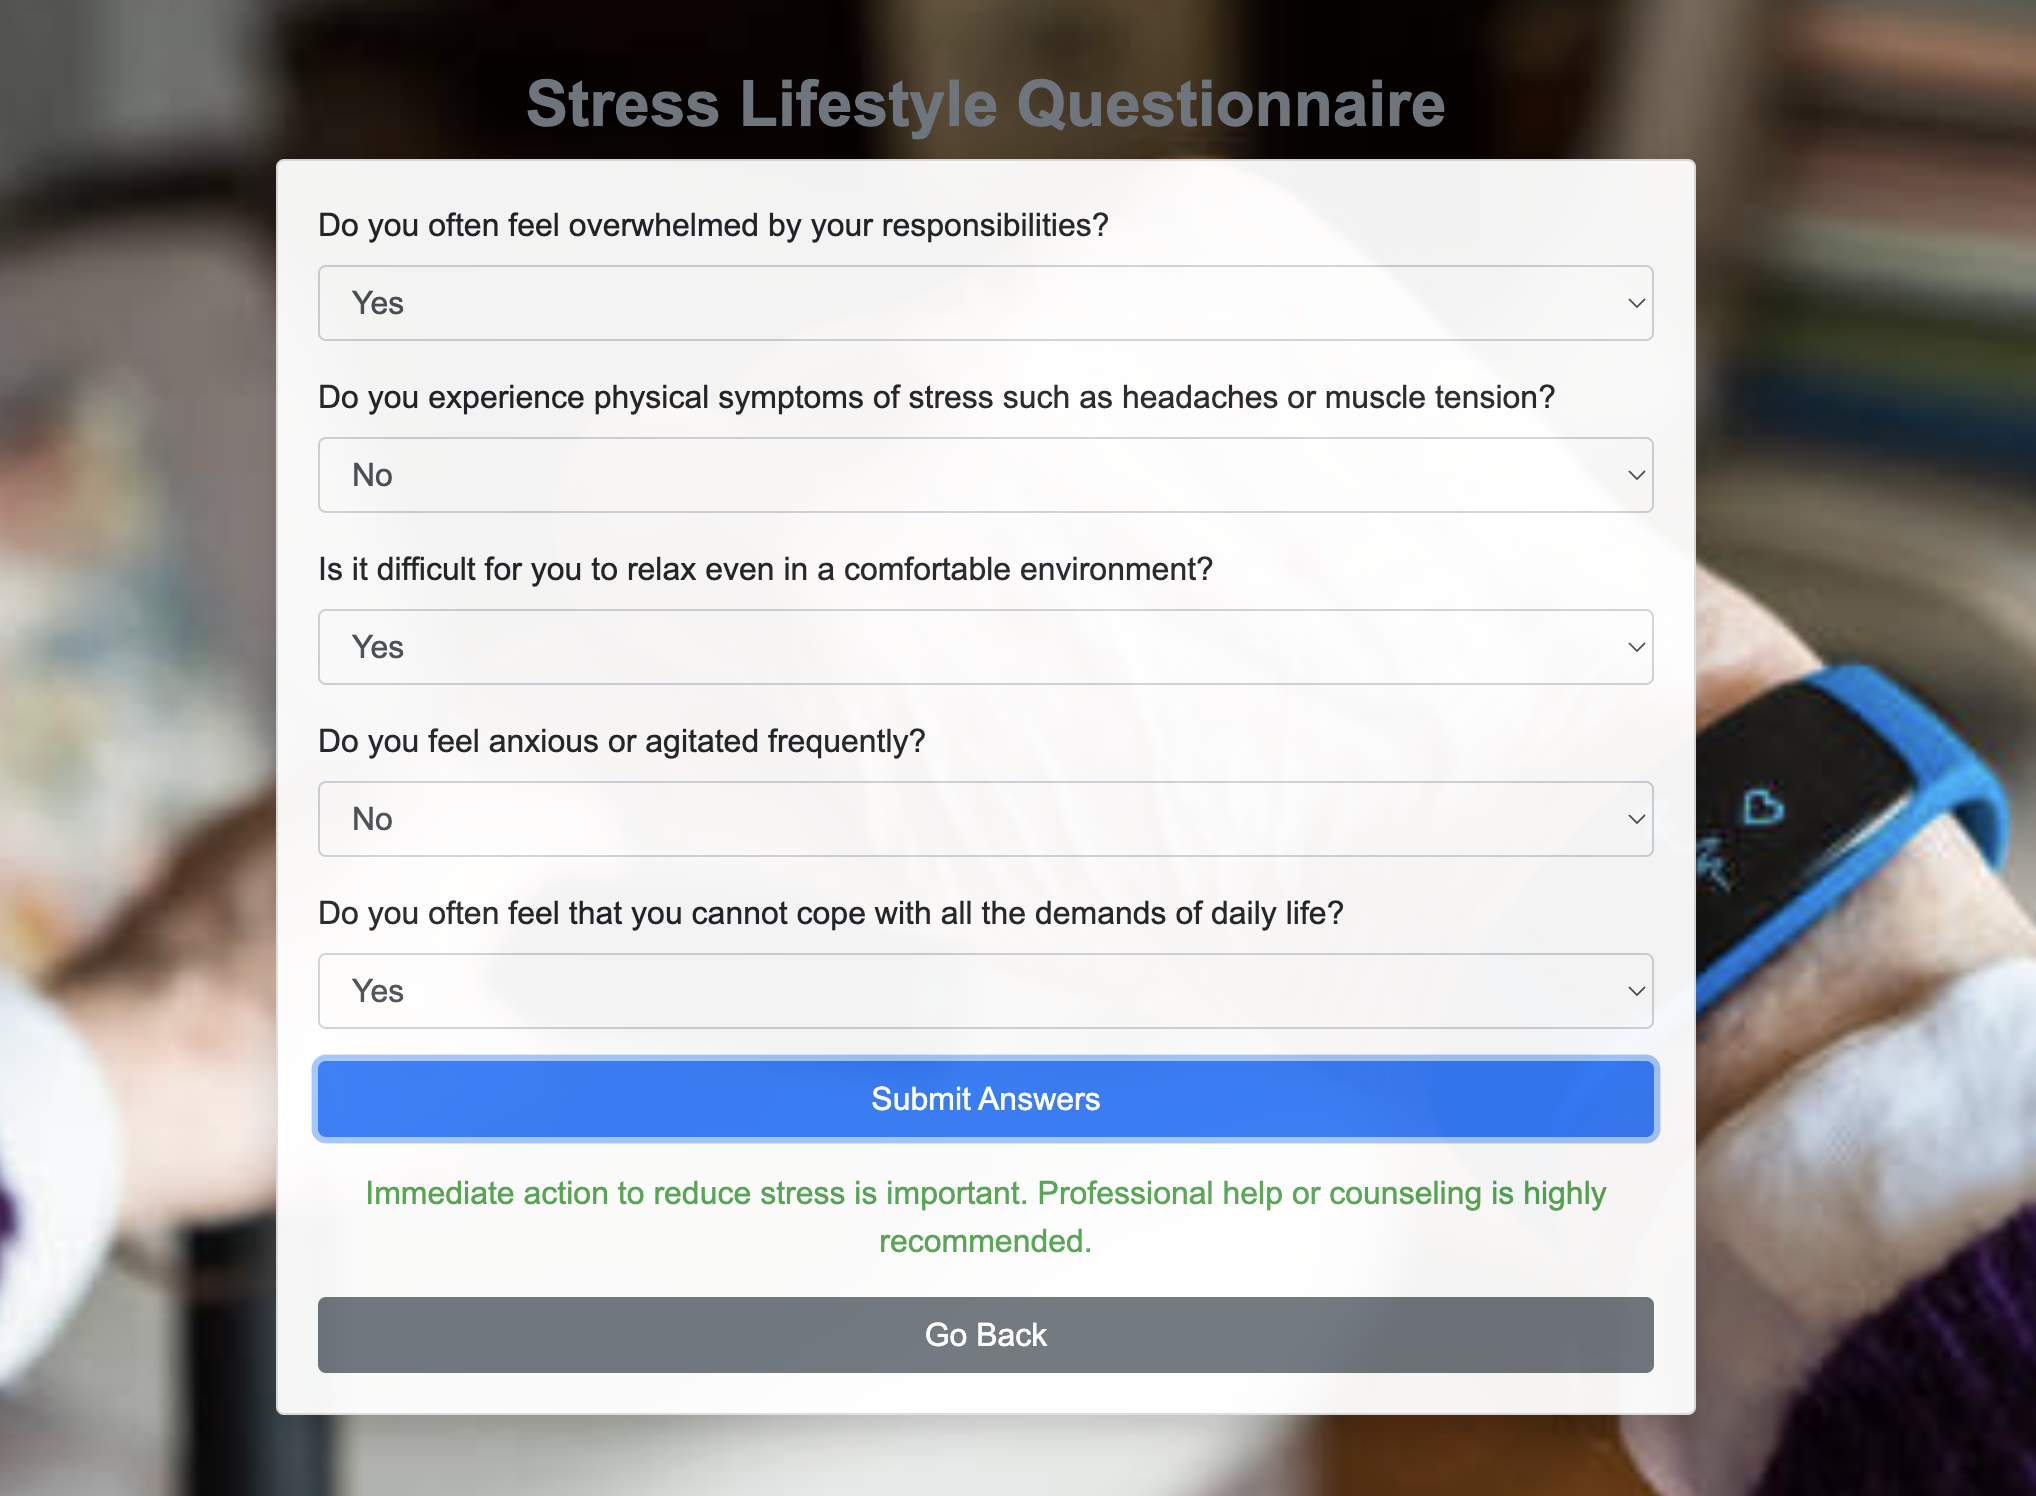 Stress Lifestyle Questionnaire
Do you often feel overwhelmed by your responsibilities?
Yes
Do you experience physical symptoms of stress such as headaches or muscle tension?
No
Is it difficult for you to relax even in a comfortable environment?
Yes
Do you feel anxious or agitated frequently?
No
Do you often feel that you cannot cope with all the demands of daily life?
Yes
Submit Answers
Immediate action to reduce stress is important. Professional help or counseling is highly
recommended.
Go Back